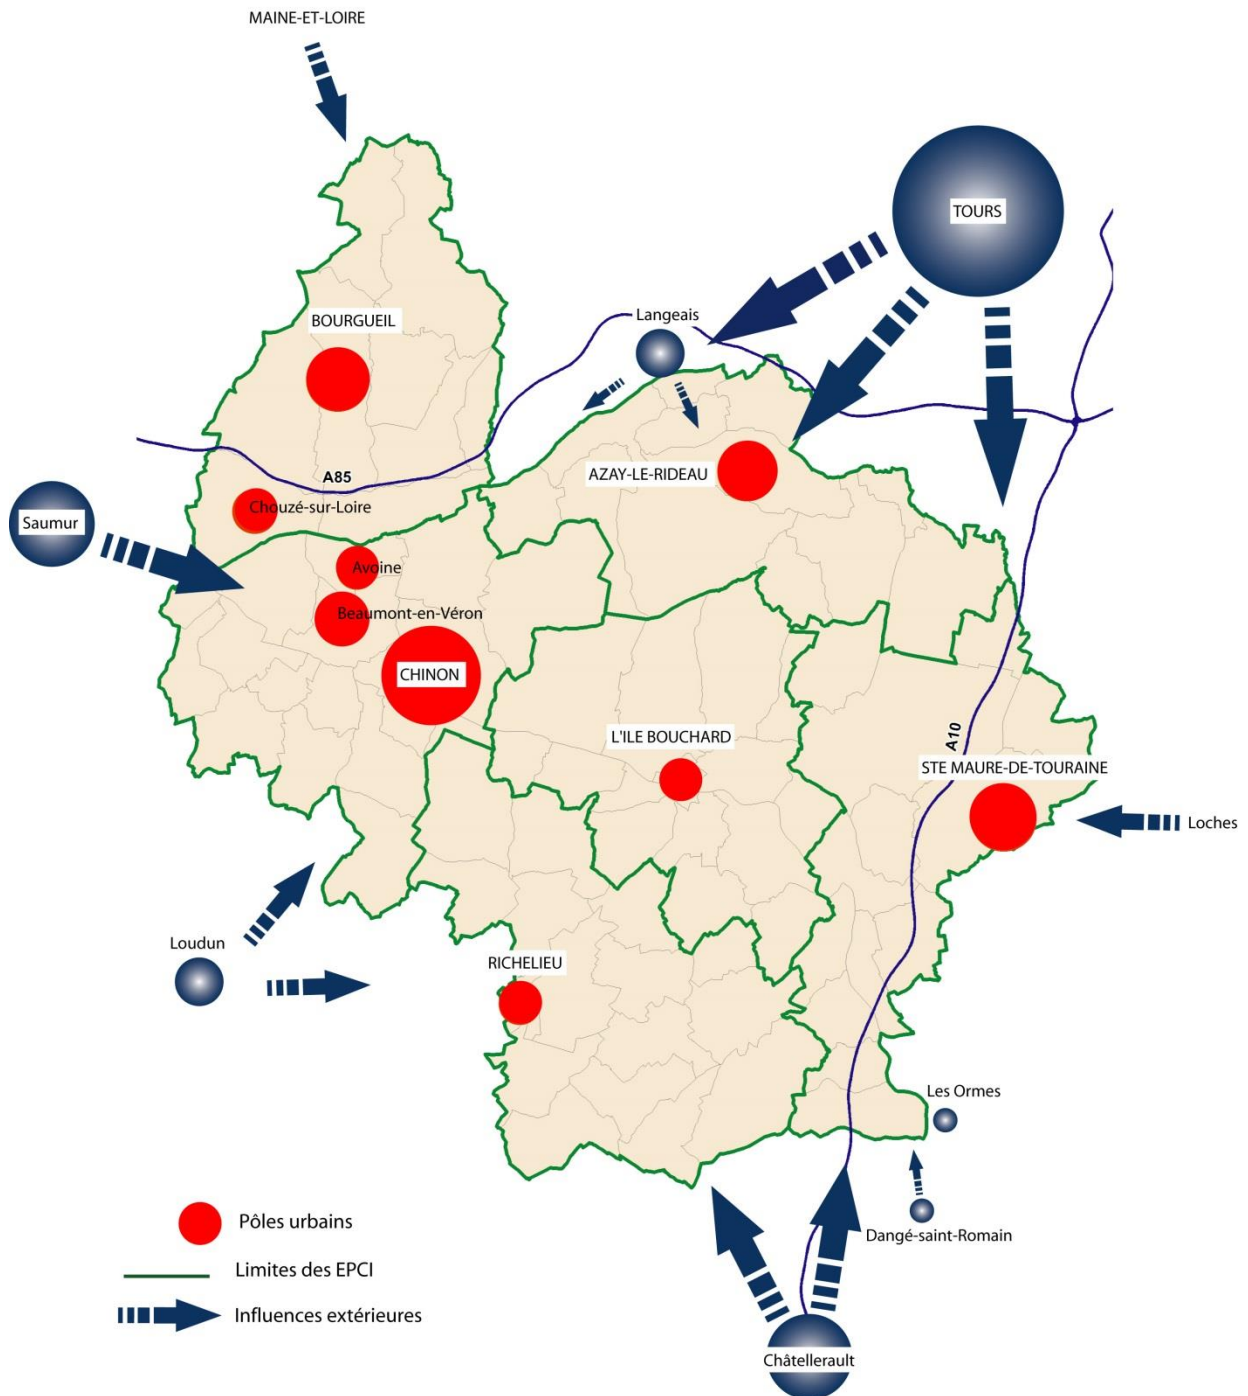 MAINE-ET-LOIRE
TOURS
Langeais
BOURGUEIL
AZAY-LE-RIDEAU
A85
Chouzé-sur-Loire
Saumur
Avoine
Beaumont-en-Véron
CHINON
L'ILE BOUCHARD
A10
STE MAURE-DE-TOURAINE
Loches
Loudun
RICHELIEU
Les Ormes
Pôles urbains
Dangé-saint-Romain
Limites des EPCI
Influences extérieures
Châtellerault